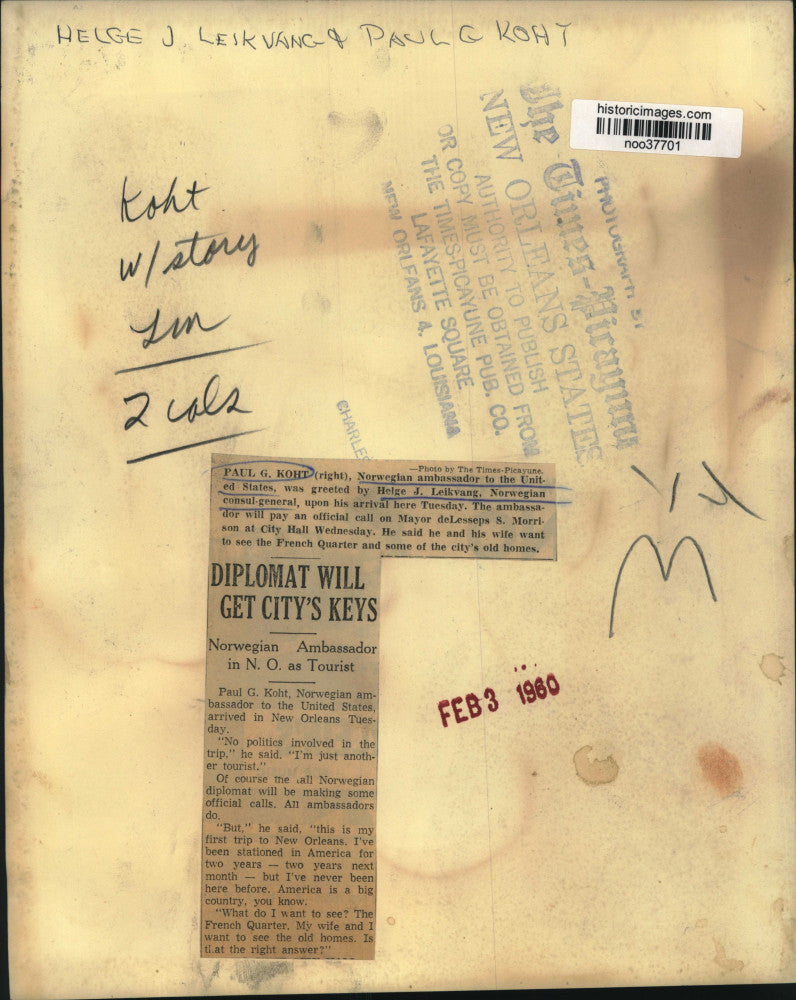 HELGE J LEIKVANG & PAUL G KOHT
historicimages.com
noo37701
Koht
w/story
2 cols
PHOTOGRAPH BY
The Times-Picayune
NEW ORLEANS STATES
AUTHORITY TO PUBLISH
OR COPY MUST BE OBTAINED FROM
THE TIMES-PICAYUNE PUB. CO.
LAFAYETTE SQUARE
NEW ORLEANS 4, LOUISIANA
CHARLES
—Photo by The Times-Picayune.
PAUL G. KOHT (right), Norwegian ambassador to the Unit-
ed States, was greeted by Helge J. Leikvang, Norwegian
consul-general, upon his arrival here Tuesday. The ambassa-
dor will pay an official call on Mayor deLesseps S. Morri-
son at City Hall Wednesday. He said he and his wife want
to see the French Quarter and some of the city's old homes.
DIPLOMAT WILL
GET CITY'S KEYS
Norwegian Ambassador
in N. O. as Tourist
Paul G. Koht, Norwegian am-
bassador to the United States,
arrived in New Orleans Tues-
day.
"No politics involved in the
trip," he said. "I'm just anoth-
er tourist."
Of course the all Norwegian
diplomat will be making some
official calls. All ambassadors
do.
"But," he said, "this is my
first trip to New Orleans. I've
been stationed in America for
two years — two years next
month — but I've never been
here before. America is a big
country, you know.
"What do I want to see? The
French Quarter. My wife and I
want to see the old homes. Is
that the right answer?"
FEB 3 1960